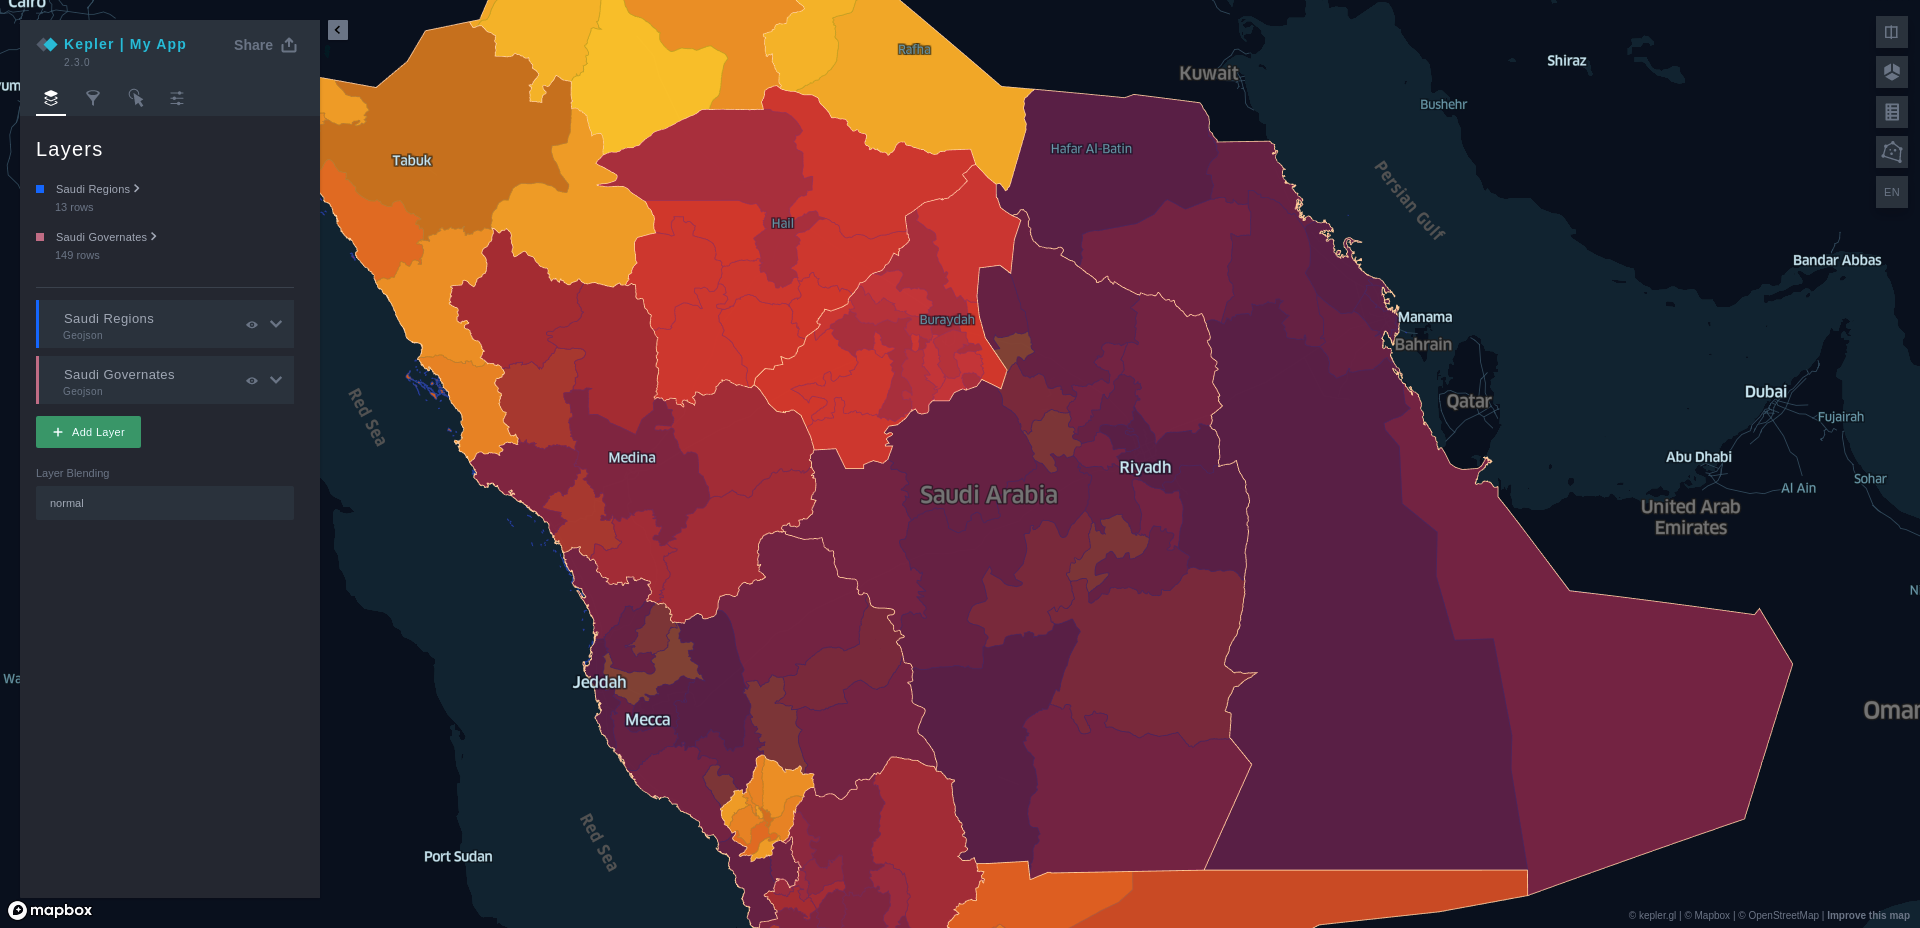 Cairo
Kepler | My App
2.3.0
Share
Layers
Saudi Regions
13 rows
Saudi Governates
149 rows
Saudi Regions
Geojson
Saudi Governates
Geojson
Add Layer
Layer Blending
normal
mapbox
Rafha
Kuwait
Shiraz
Bushehr
Tabuk
Hafar Al-Batin
Persian Gulf
EN
Hail
Bandar Abbas
Buraydah
Manama
Bahrain
Red Sea
Qatar
Dubai
Fujairah
Medina
Riyadh
Abu Dhabi
Saudi Arabia
Al Ain
Sohar
United Arab
Emirates
Jeddah
Mecca
Oman
Red Sea
Port Sudan
© kepler.gl | © Mapbox | © OpenStreetMap | Improve this map